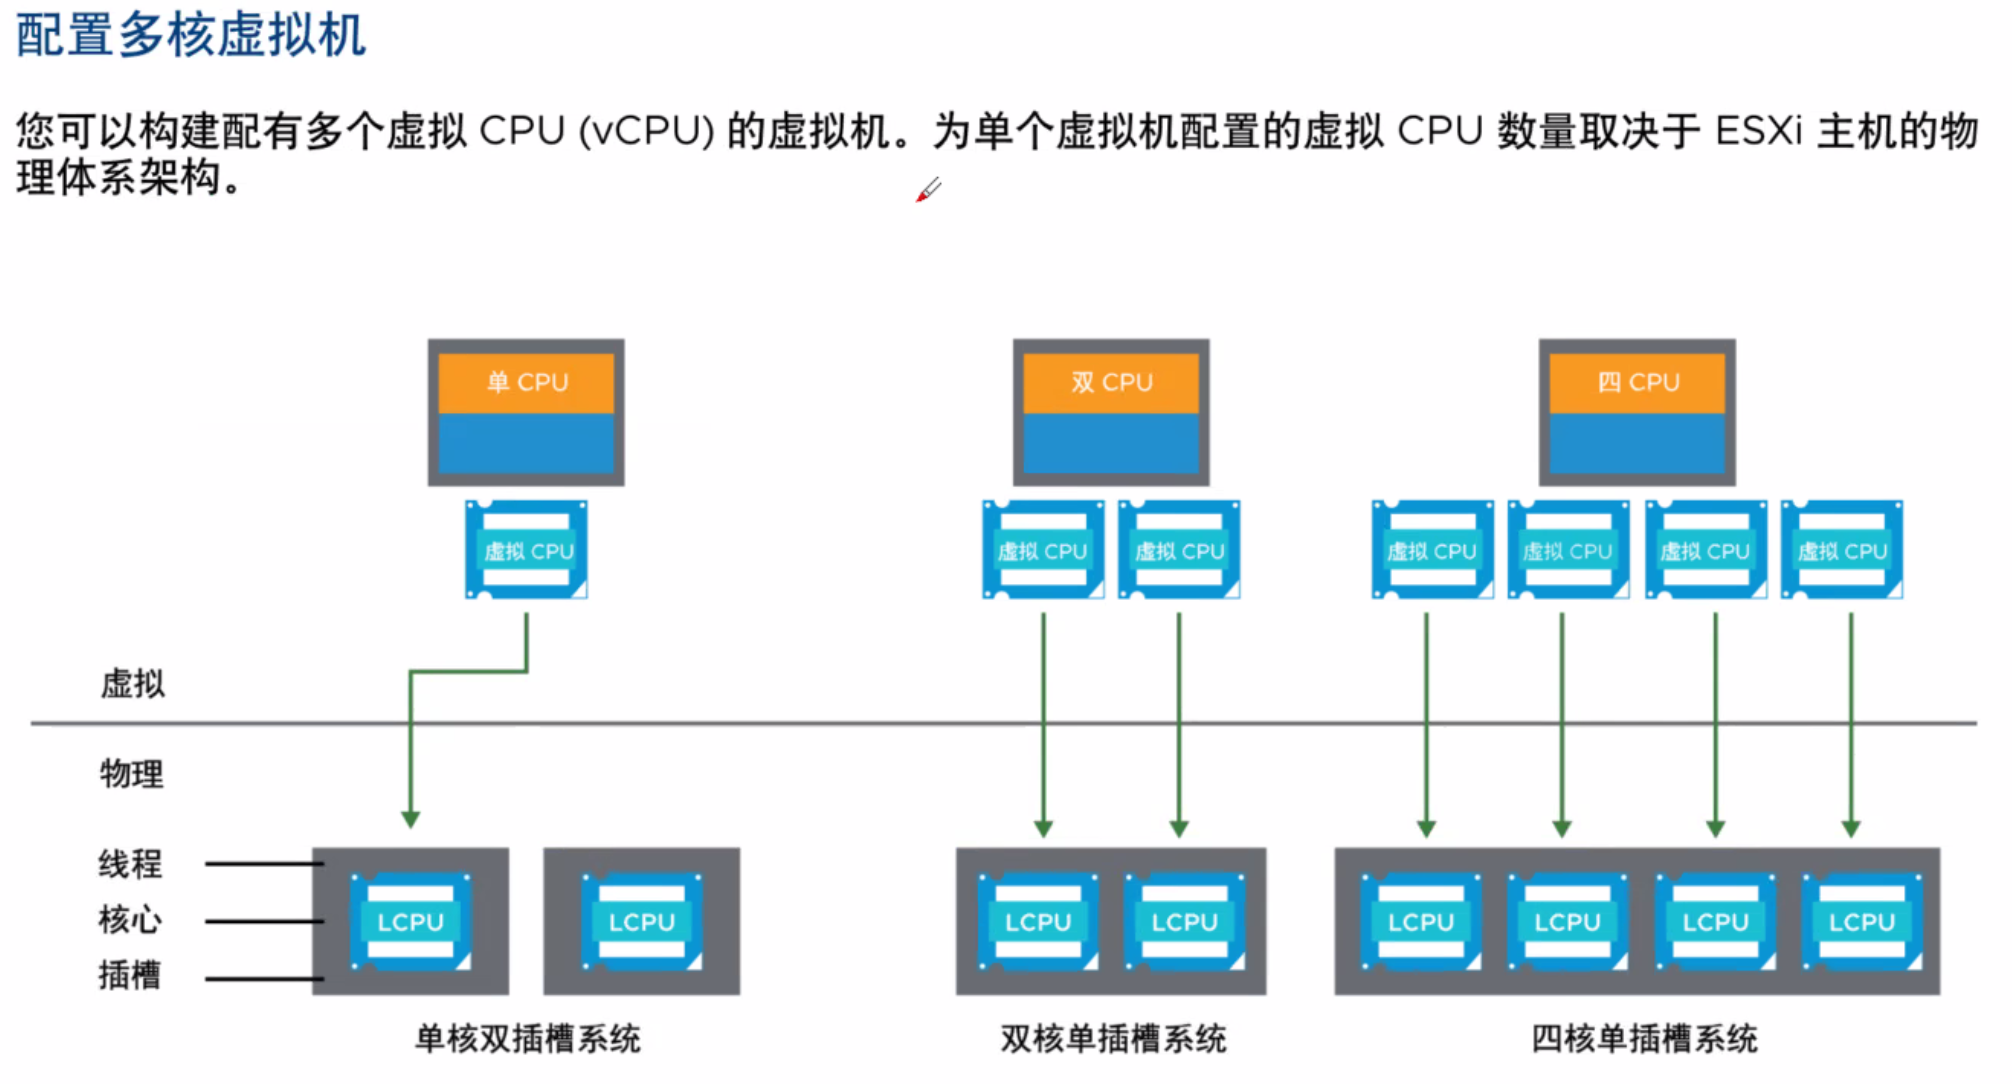 配置多核虚拟机
您可以构建配有多个虚拟 CPU (vCPU) 的虚拟机。为单个虚拟机配置的虚拟 CPU 数量取决于 ESXi 主机的物
理体系架构。
单 CPU
双 CPU
四 CPU
虚拟 CPU
虚拟 CPU
虚拟 CPU
虚拟 CPU
虚拟 CPU
虚拟 CPU
虚拟 CPU
虚拟
物理
线程
核心
插槽
LCPU
LCPU
LCPU
LCPU
LCPU
LCPU
LCPU
LCPU
单核双插槽系统
双核单插槽系统
四核单插槽系统